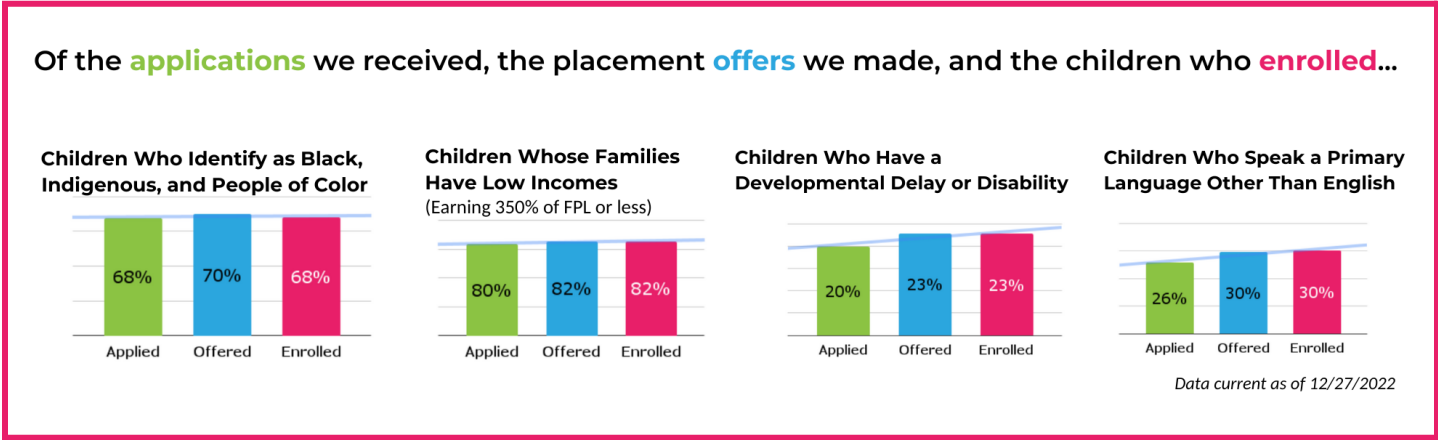 Of the applications we received, the placement offers we made, and the children who enrolled...
Children Who Identify as Black,
Indigenous, and People of Color
68%
70%
68%
Applied
Offered
Enrolled
Children Whose Families
Have Low Incomes
(Earning 350% of FPL or less)
80%
82%
82%
Applied
Offered
Enrolled
Children Who Have a
Developmental Delay or Disability
20%
23%
23%
Applied
Offered
Enrolled
Children Who Speak a Primary
Language Other Than English
26%
30%
30%
Applied
Offered
Enrolled
Data current as of 12/27/2022